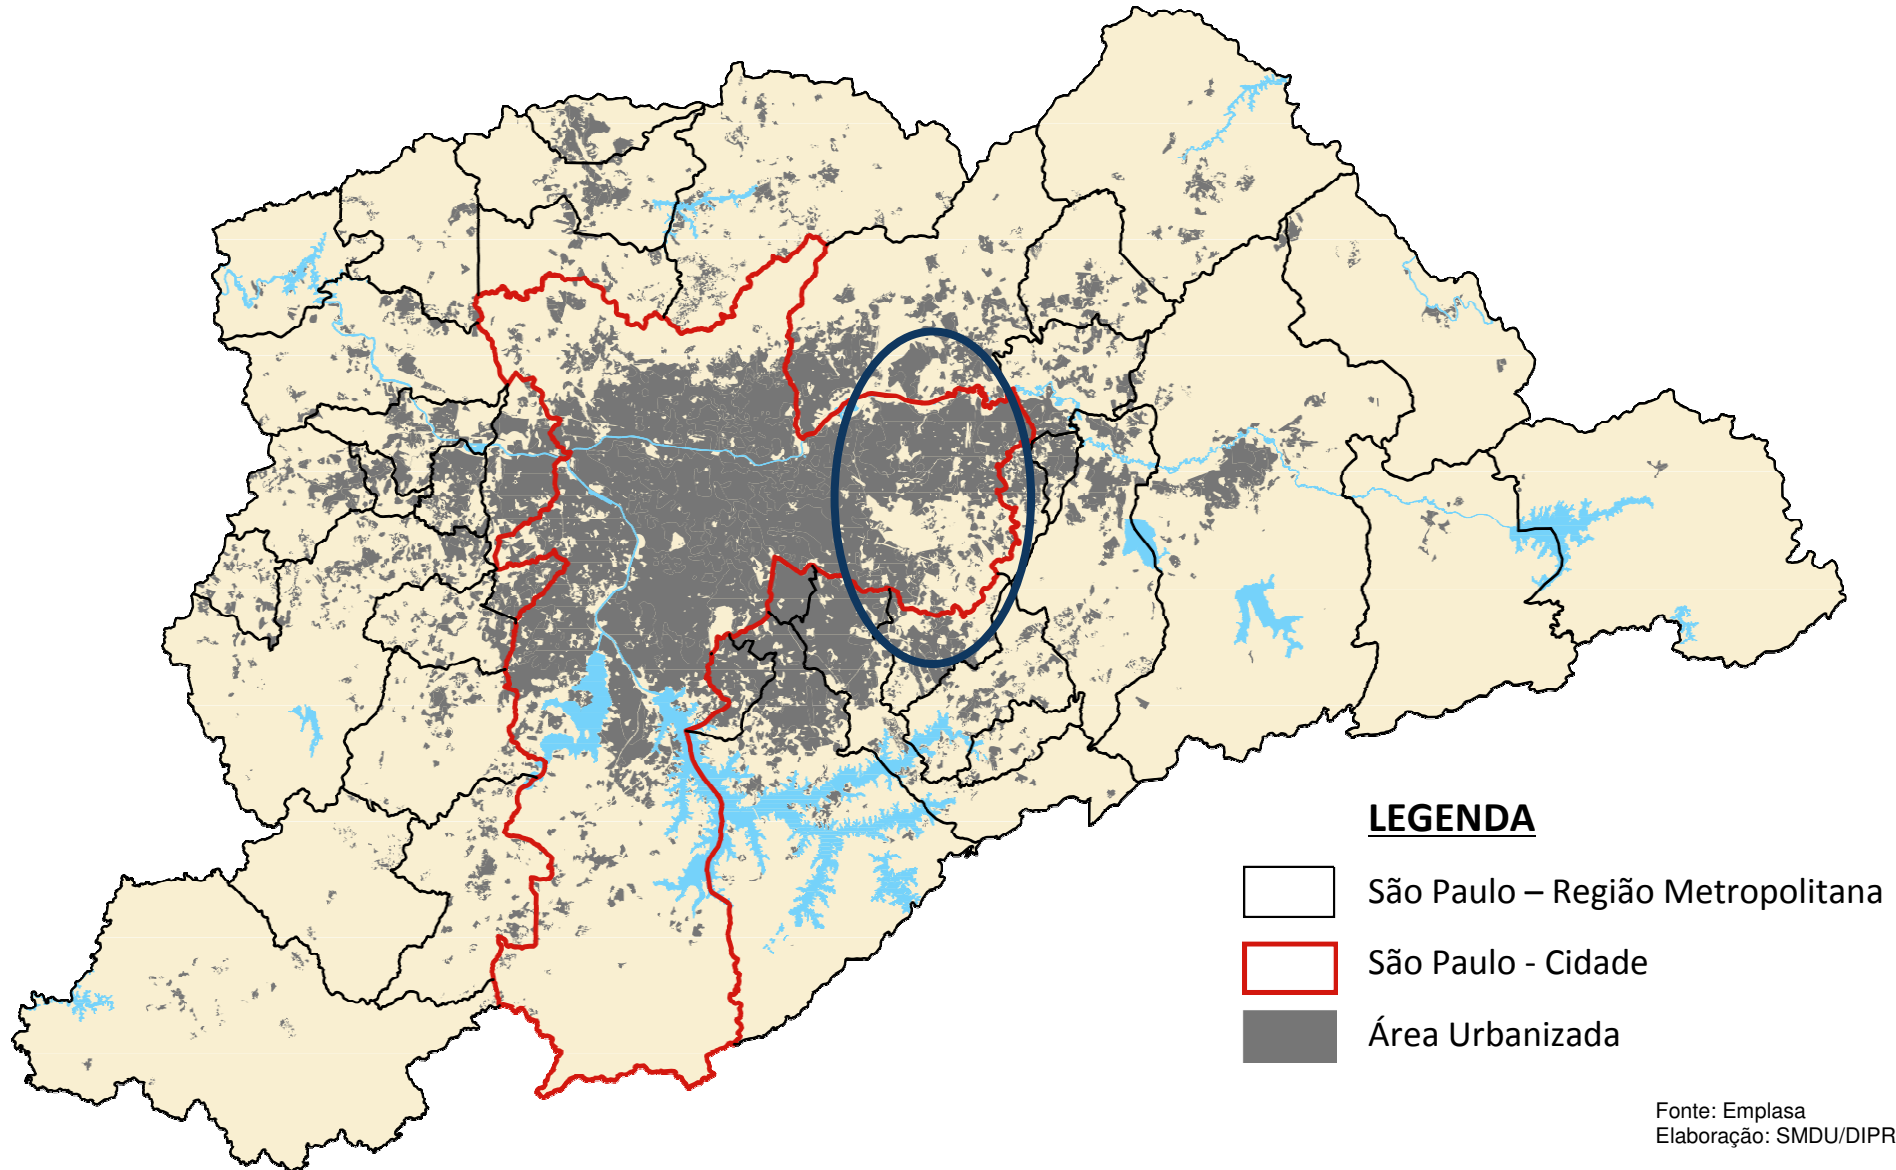 LEGENDA
São Paulo – Região Metropolitana
São Paulo - Cidade
Área Urbanizada
Fonte: Emplasa
Elaboração: SMDU/DIPR